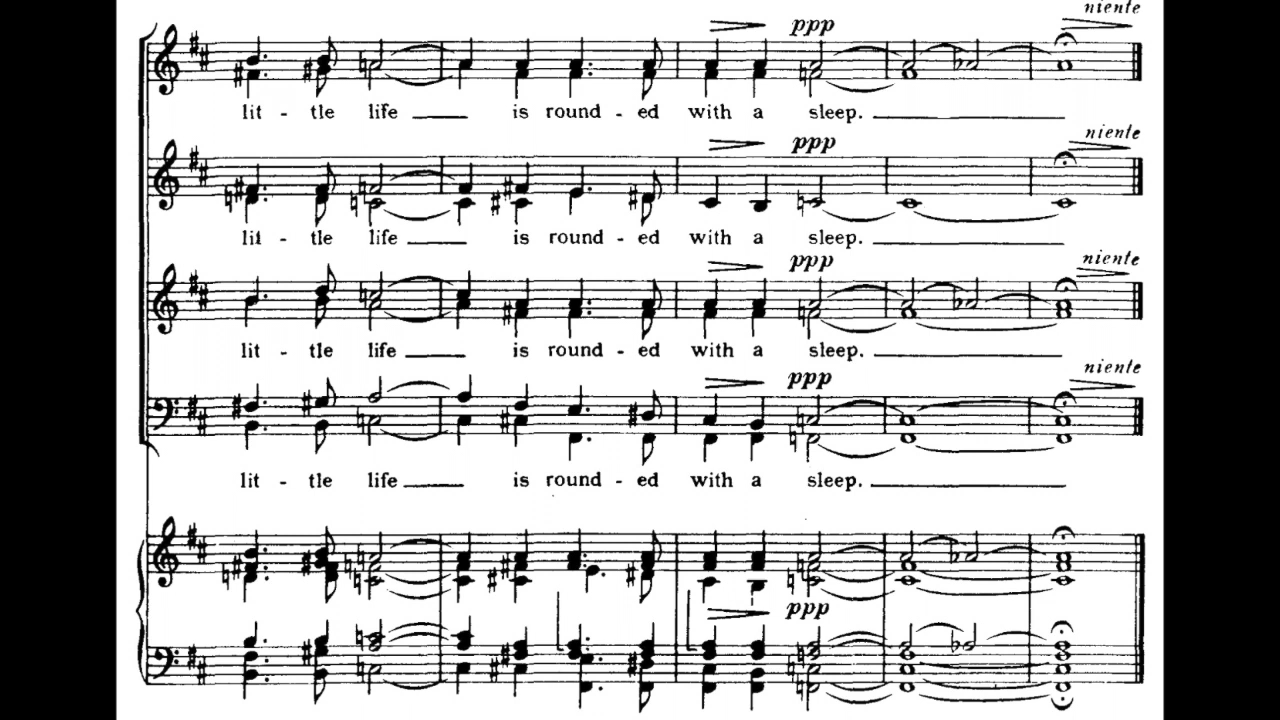 niente
ppp
lit - tle life is round - ed with a sleep.
niente
ppp
lit - tle life is round - ed with a sleep.
niente
ppp
lit - tle life is round - ed with a sleep.
niente
ppp
lit - tle life is round - ed with a sleep.
ppp